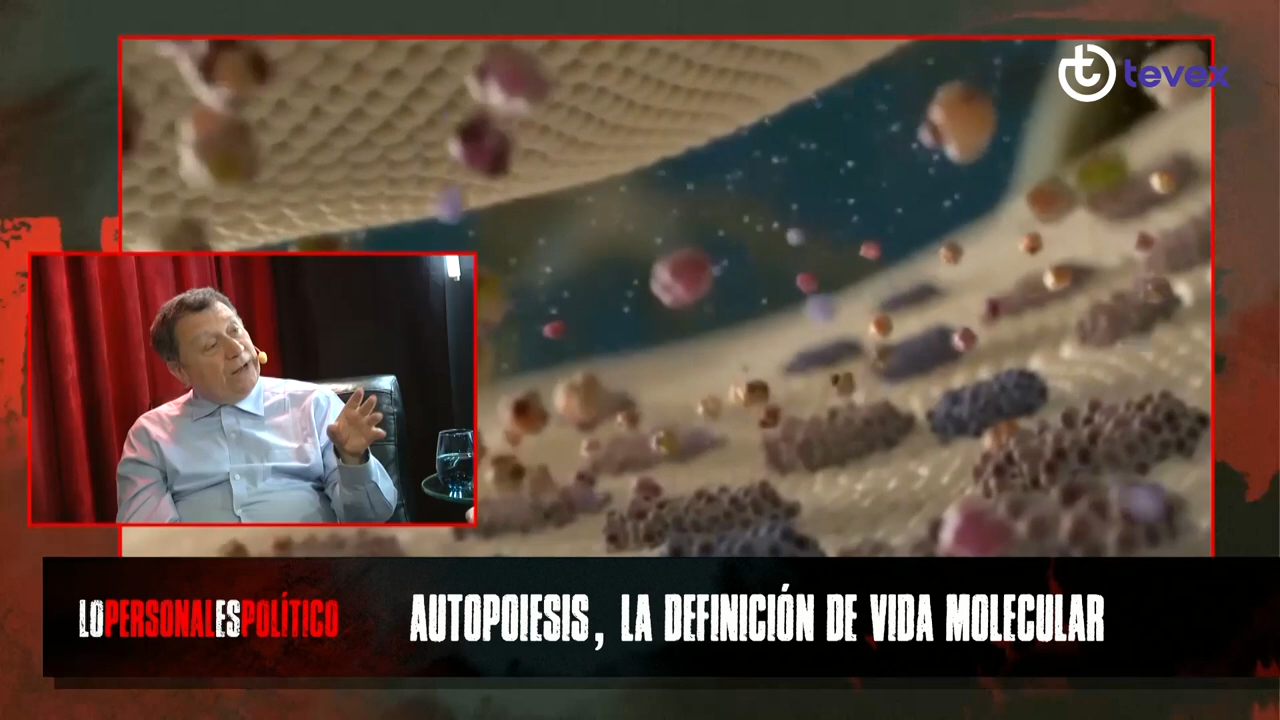 tevex
LOPERSONALESPOLÍTICO
AUTOPOIESIS, LA DEFINICIÓN DE VIDA MOLECULAR